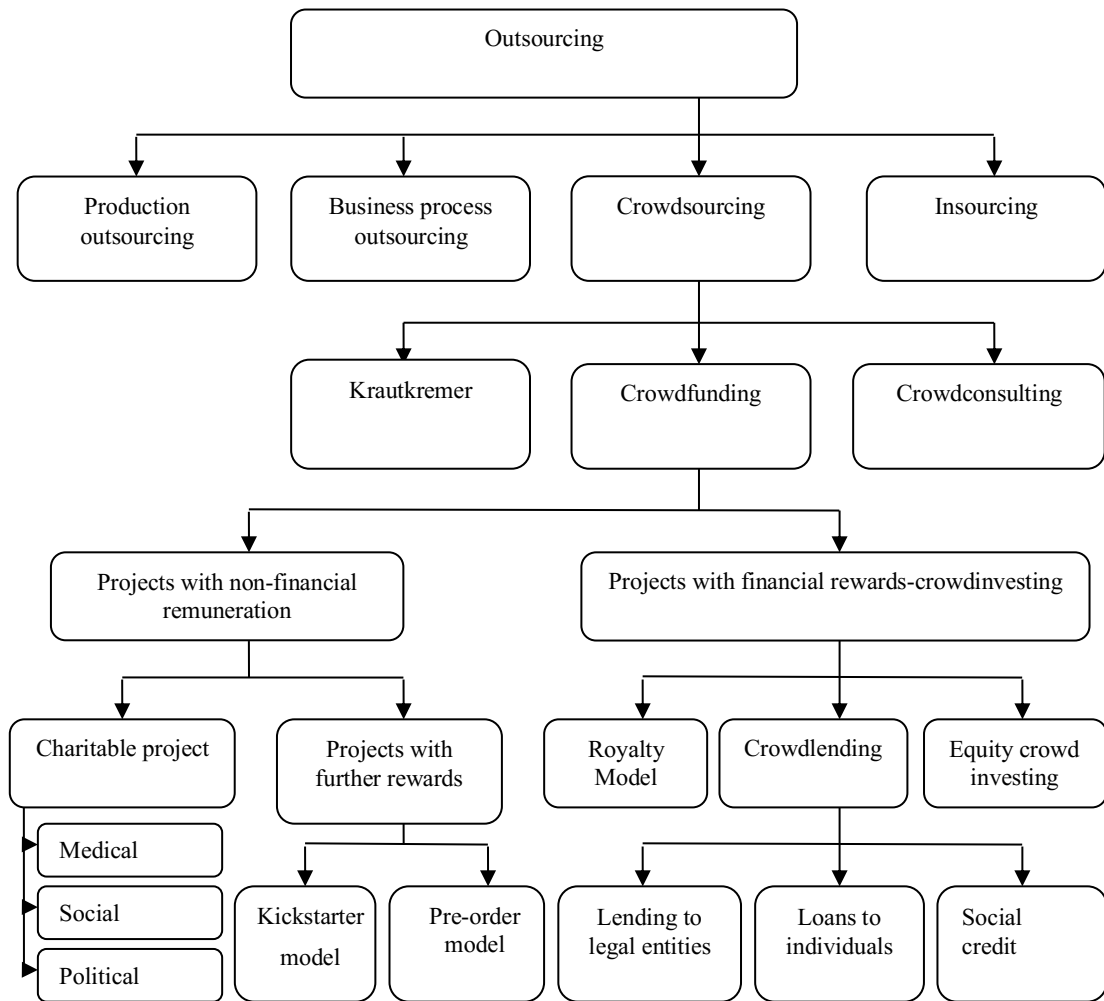 Outsourcing
Production
outsourcing
Business process
outsourcing
Crowdsourcing
Insourcing
Krautkremer
Crowdfunding
Crowdconsulting
Projects with non-financial
remuneration
Projects with financial rewards-crowdinvesting
Charitable project
Projects with
further rewards
Royalty
Model
Crowdlending
Equity crowd
investing
Medical
Social
Political
Kickstarter
model
Pre-order
model
Lending to
legal entities
Loans to
individuals
Social
credit